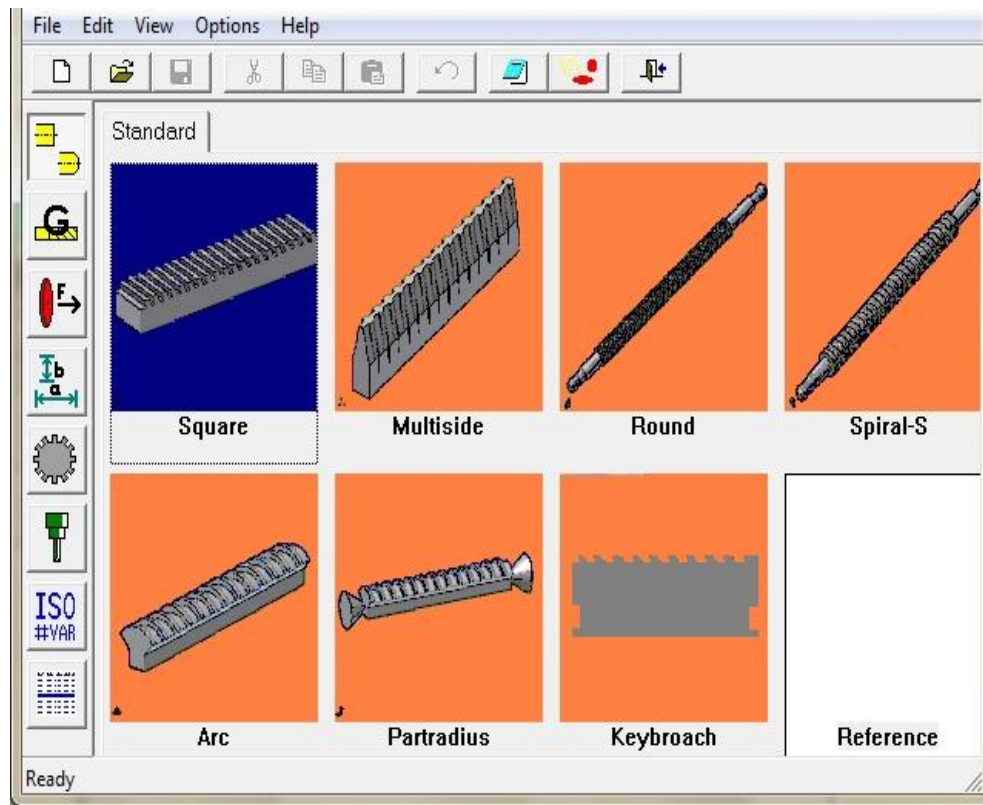 File Edit View Options Help
Standard
G
F
b
a
Square Multiside Round Spiral-S
ISO
#VAR
Arc Partradius Keybroach Reference
Ready